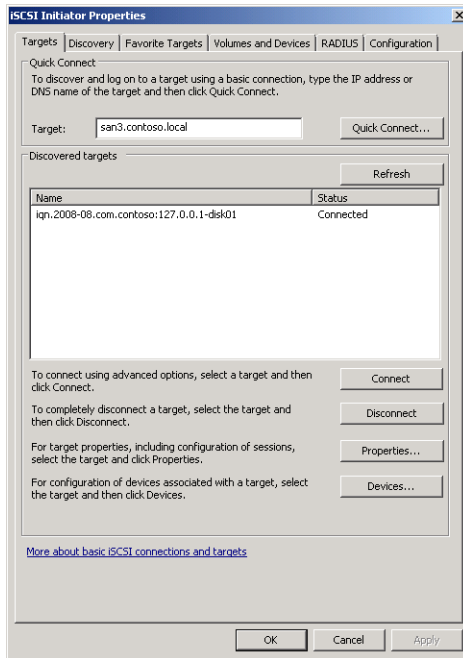 iSCSI Initiator Properties
Targets Discovery Favorite Targets Volumes and Devices RADIUS Configuration
Quick Connect
To discover and log on to a target using a basic connection, type the IP address or
DNS name of the target and then click Quick Connect.
Target: san3.contoso.local Quick Connect...
Discovered targets
Refresh
Name Status
iqn.2008-08.com.contoso:127.0.0.1-disk01 Connected
To connect using advanced options, select a target and then
click Connect.
Connect
To completely disconnect a target, select the target and
then click Disconnect.
Disconnect
For target properties, including configuration of sessions,
select the target and click Properties.
Properties...
For configuration of devices associated with a target, select
the target and then click Devices.
Devices...
More about basic iSCSI connections and targets
OK Cancel Apply